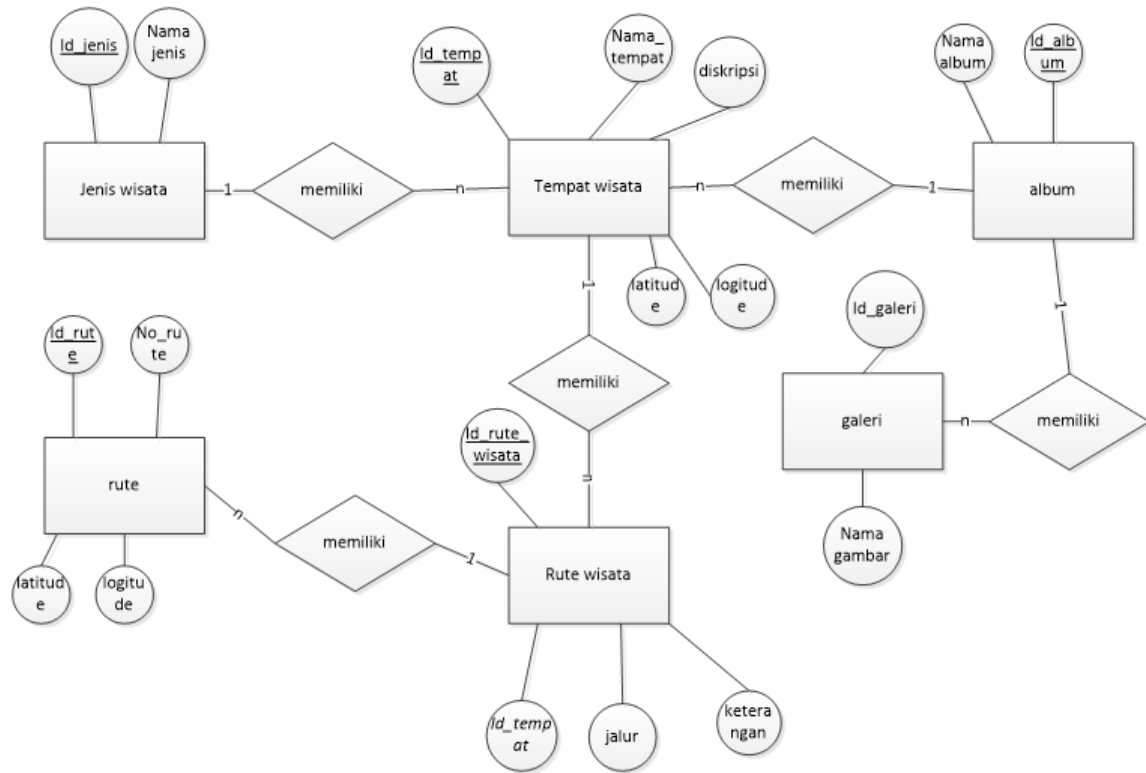 Id_jenis
Nama
jenis
Id_temp
at
Nama_
tempat
diskripsi
Nama
album
Id_alb
um
Jenis wisata
1
memiliki
n
Tempat wisata
n
memiliki
1
album
latitud
e
logitud
e
1
1
Id_galeri
Id_rut
e
No_ru
te
memiliki
galeri
n
memiliki
Id_rute_
wisata
rute
n
n
memiliki
1
Rute wisata
Nama
gambar
latitud
e
logitu
de
Id_temp
at
jalur
ketera
ngan